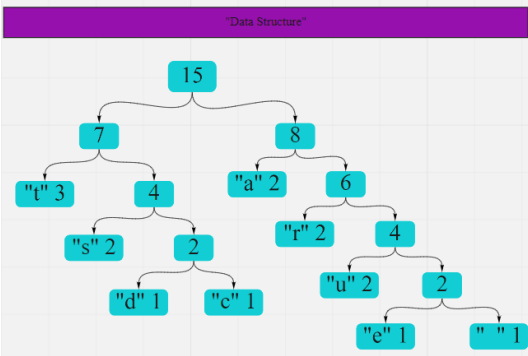 "Data Structure"
15
7 8
"t" 3 4 "a" 2 6
"s" 2 2 "r" 2 4
"d" 1 "c" 1 "u" 2 2
"e" 1 " " 1